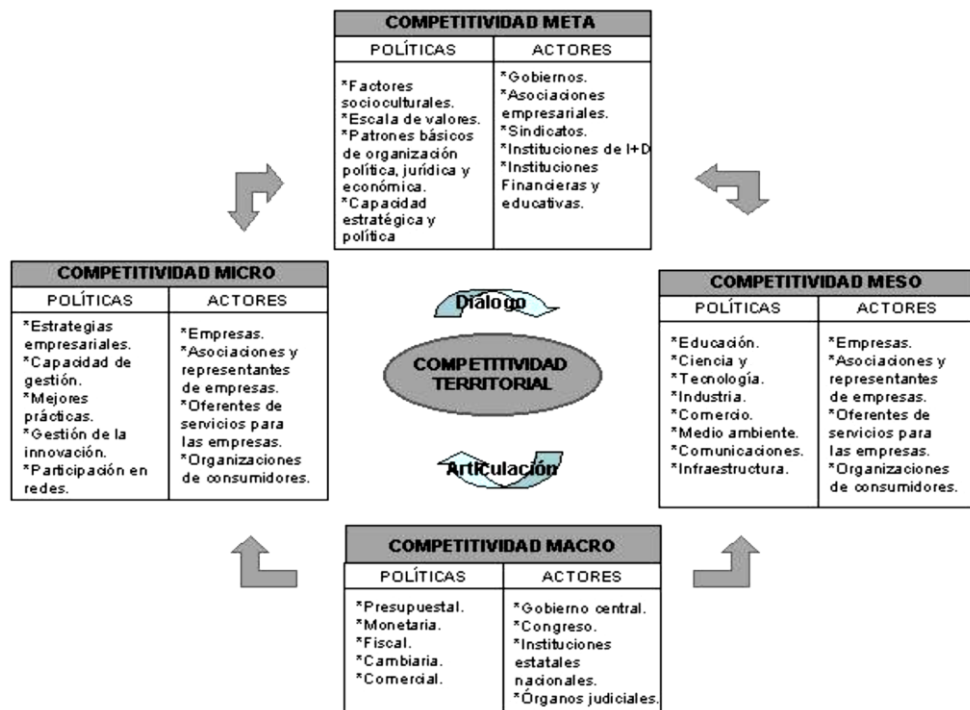 COMPETITIVIDAD META
POLÍTICAS
ACTORES
*Factores
socioculturales.
*Escala de valores.
*Patrones básicos
de organización
política, jurídica y
económica.
*Capacidad
estratégica y
política
*Gobiernos.
*Asociaciones
empresariales.
*Sindicatos.
*Instituciones de I+D
*Instituciones
Financieras y
educativas.
COMPETITIVIDAD MICRO
POLÍTICAS
ACTORES
*Estrategias
empresariales.
*Capacidad de
gestión.
*Mejores
prácticas.
*Gestión de la
innovación.
*Participación en
redes.
*Empresas.
*Asociaciones y
representantes
de empresas.
*Oferentes de
servicios para
las empresas.
*Organizaciones
de consumidores.
Diálogo
COMPETITITVIDAD
TERRITORIAL
Articulación
COMPETITIVIDAD MESO
POLÍTICAS
ACTORES
*Educación.
*Ciencia y
*Tecnología.
*Industria.
*Comercio.
*Medio ambiente.
*Comunicaciones.
*Infraestructura.
*Empresas.
*Asociaciones y
representantes
de empresas.
*Oferentes de
servicios para
las empresas.
*Organizaciones
de consumidores.
COMPETITIVIDAD MACRO
POLÍTICAS
ACTORES
*Presupuestal.
*Monetaria.
*Fiscal.
*Cambiaria.
*Comercial.
*Gobierno central.
*Congreso.
*Instituciones
estatales
nacionales.
*Órganos judiciales.